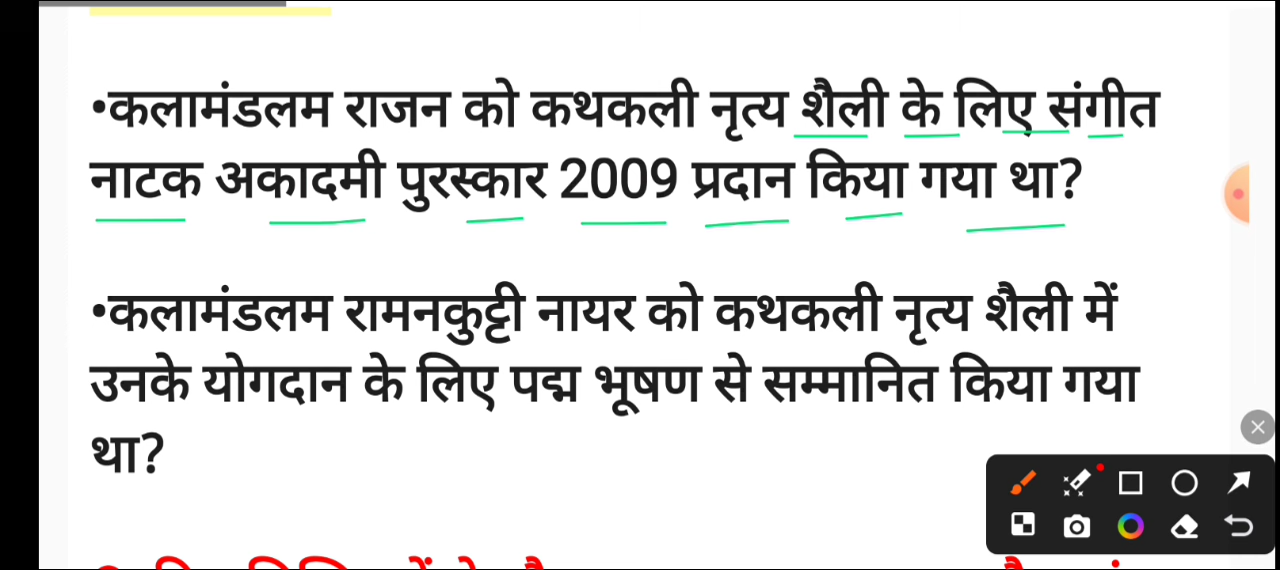 •कलामंडलम राजन को कथकली नृत्य शैली के लिए संगीत
नाटक अकादमी पुरस्कार 2009 प्रदान किया गया था?
•कलामंडलम रामनकुट्टी नायर को कथकली नृत्य शैली में
उनके योगदान के लिए पद्म भूषण से सम्मानित किया गया
था?